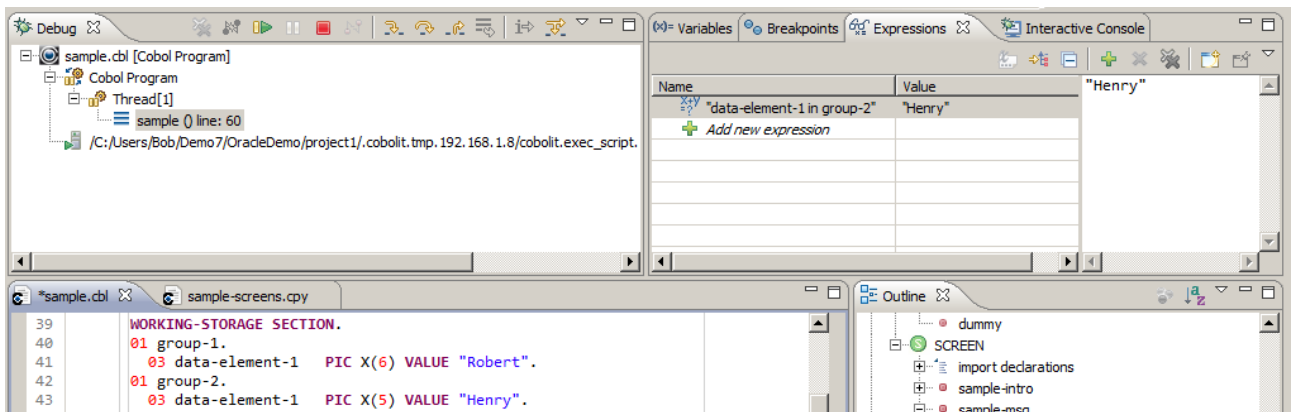 Debug
sample.cbl [Cobol Program]
Cobol Program
Thread[1]
sample () line: 60
/C:/Users/Bob/Demo7/OracleDemo/project1/.cobolit.tmp.192.168.1.8/cobolit.exec_script.
(x)= Variables Breakpoints Expressions Interactive Console
Name Value
"data-element-1 in group-2" "Henry"
Add new expression
"Henry"
*sample.cbl sample-screens.cpy
39 WORKING-STORAGE SECTION.
40 01 group-1.
41 03 data-element-1 PIC X(6) VALUE "Robert".
42 01 group-2.
43 03 data-element-1 PIC X(5) VALUE "Henry".
Outline
dummy
SCREEN
import declarations
sample-intro
sample-msg